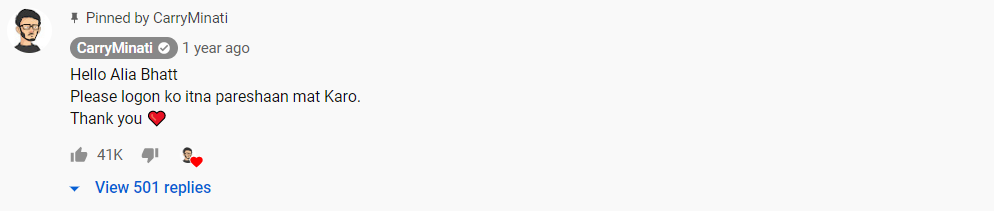 Pinned by CarryMinati
CarryMinati 1 year ago
Hello Alia Bhatt
Please logon ko itna pareshaan mat Karo.
Thank you ❤️
41K
View 501 replies